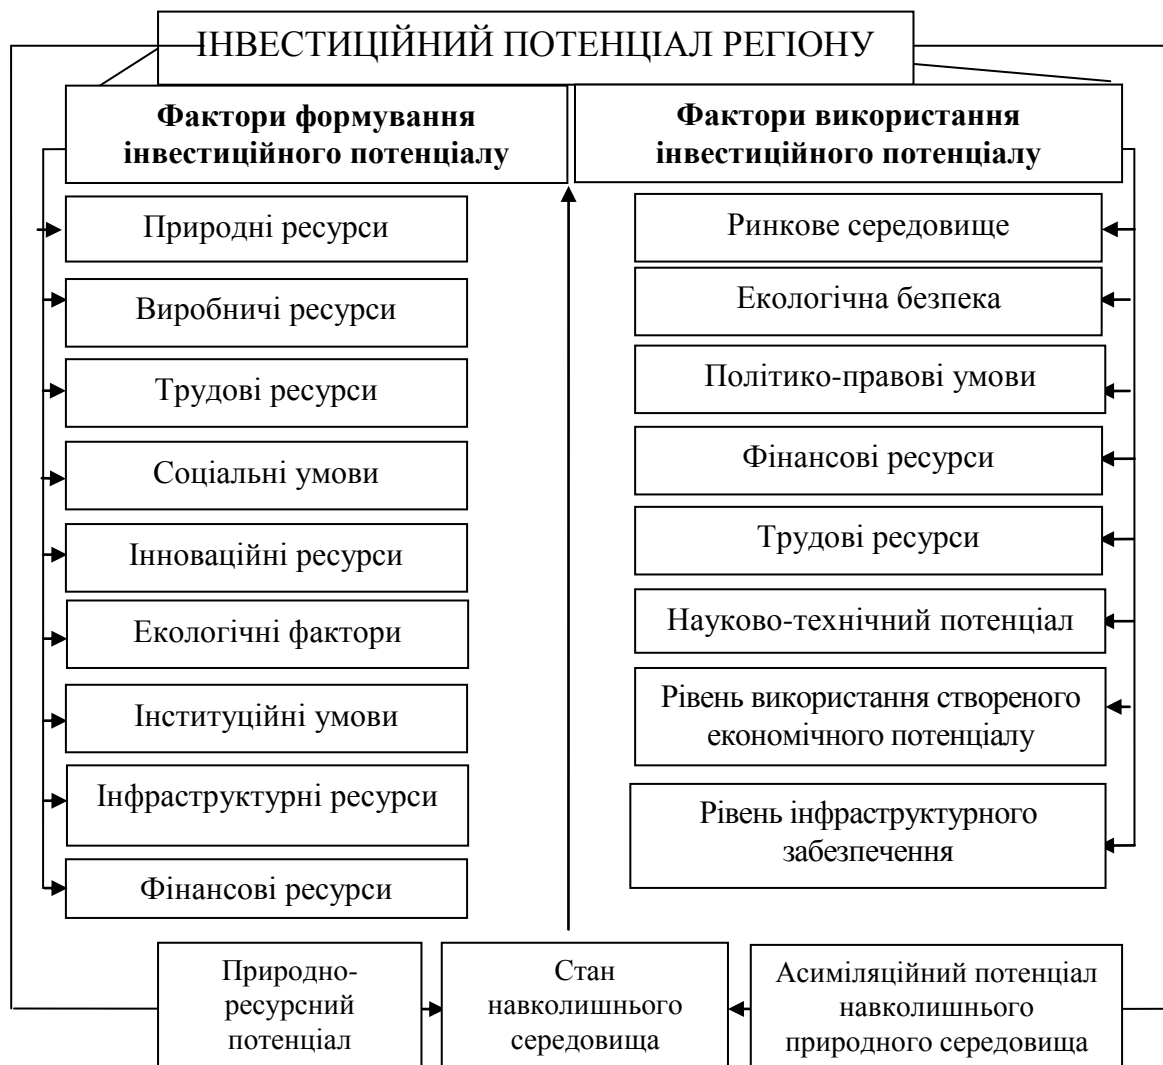 ІНВЕСТИЦІЙНИЙ ПОТЕНЦІАЛ РЕГІОНУ
Фактори формування
інвестиційного потенціалу
Фактори використання
інвестиційного потенціалу
Природні ресурси
Виробничі ресурси
Трудові ресурси
Соціальні умови
Інноваційні ресурси
Екологічні фактори
Інституційні умови
Інфраструктурні ресурси
Фінансові ресурси
Ринкове середовище
Екологічна безпека
Політико-правові умови
Фінансові ресурси
Трудові ресурси
Науково-технічний потенціал
Рівень використання створеного
економічного потенціалу
Рівень інфраструктурного
забезпечення
Природно-
ресурсний
потенціал
Стан
навколишнього
середовища
Асиміляційний потенціал
навколишнього
природного середовища